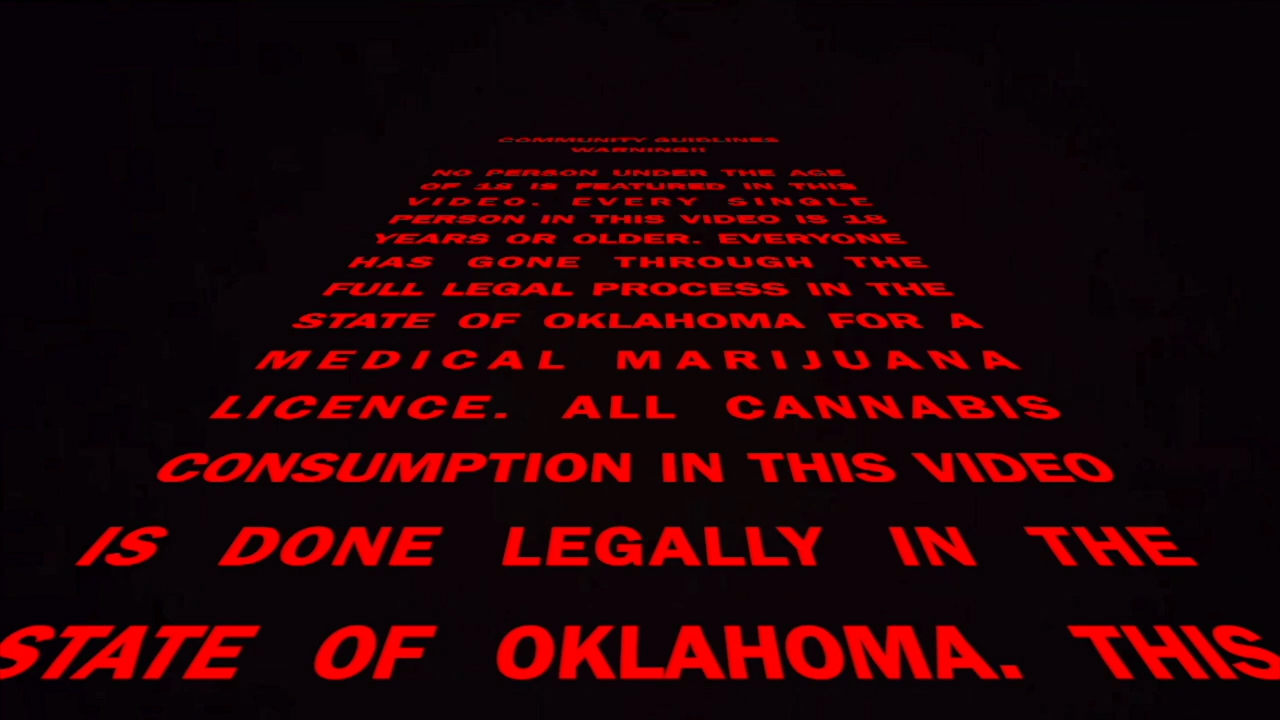 COMMUNITY GUIDLINES
WARNING!!
NO PERSON UNDER THE AGE
OF 18 IS FEATURED IN THIS
VIDEO. EVERY SINGLE
PERSON IN THIS VIDEO IS 18
YEARS OR OLDER. EVERYONE
HAS GONE THROUGH THE
FULL LEGAL PROCESS IN THE
STATE OF OKLAHOMA FOR A
MEDICAL MARIJUANA
LICENCE. ALL CANNABIS
CONSUMPTION IN THIS VIDEO
IS DONE LEGALLY IN THE
STATE OF OKLAHOMA. THIS